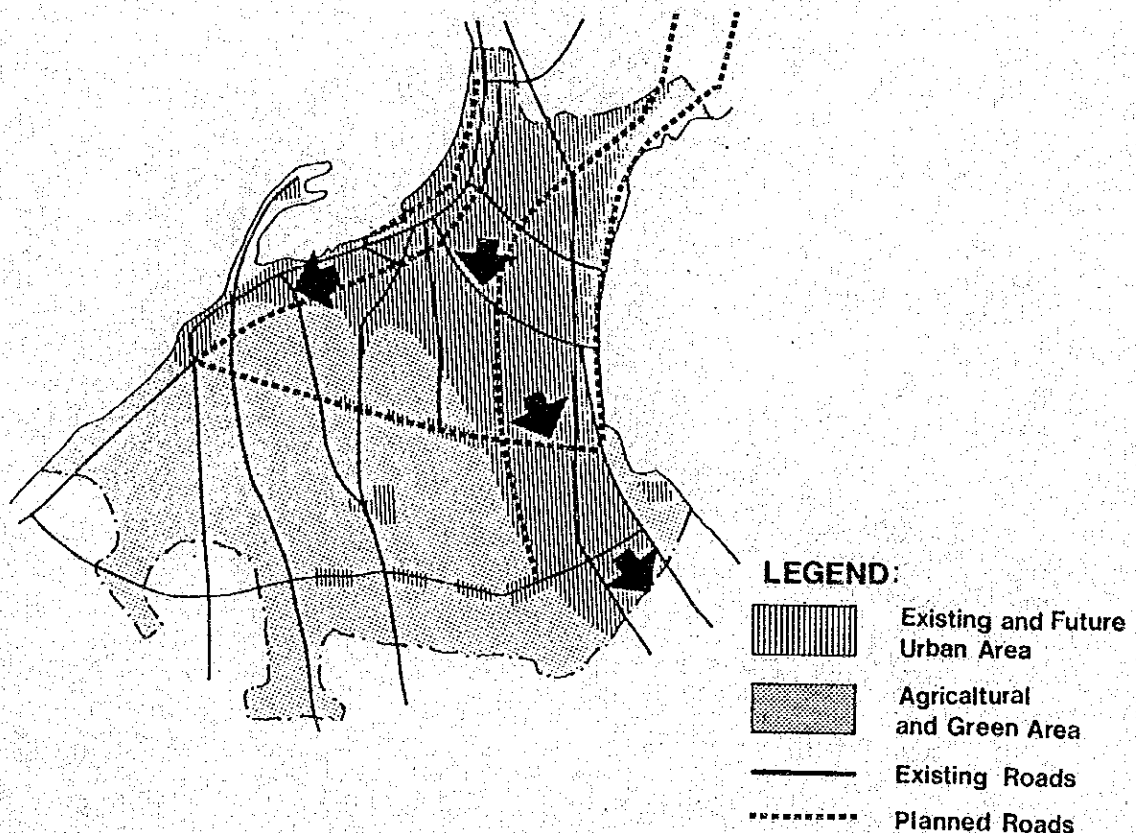 LEGEND:
Existing and Future
Urban Area
Agricaltural
and Green Area
Existing Roads
Planned Roads